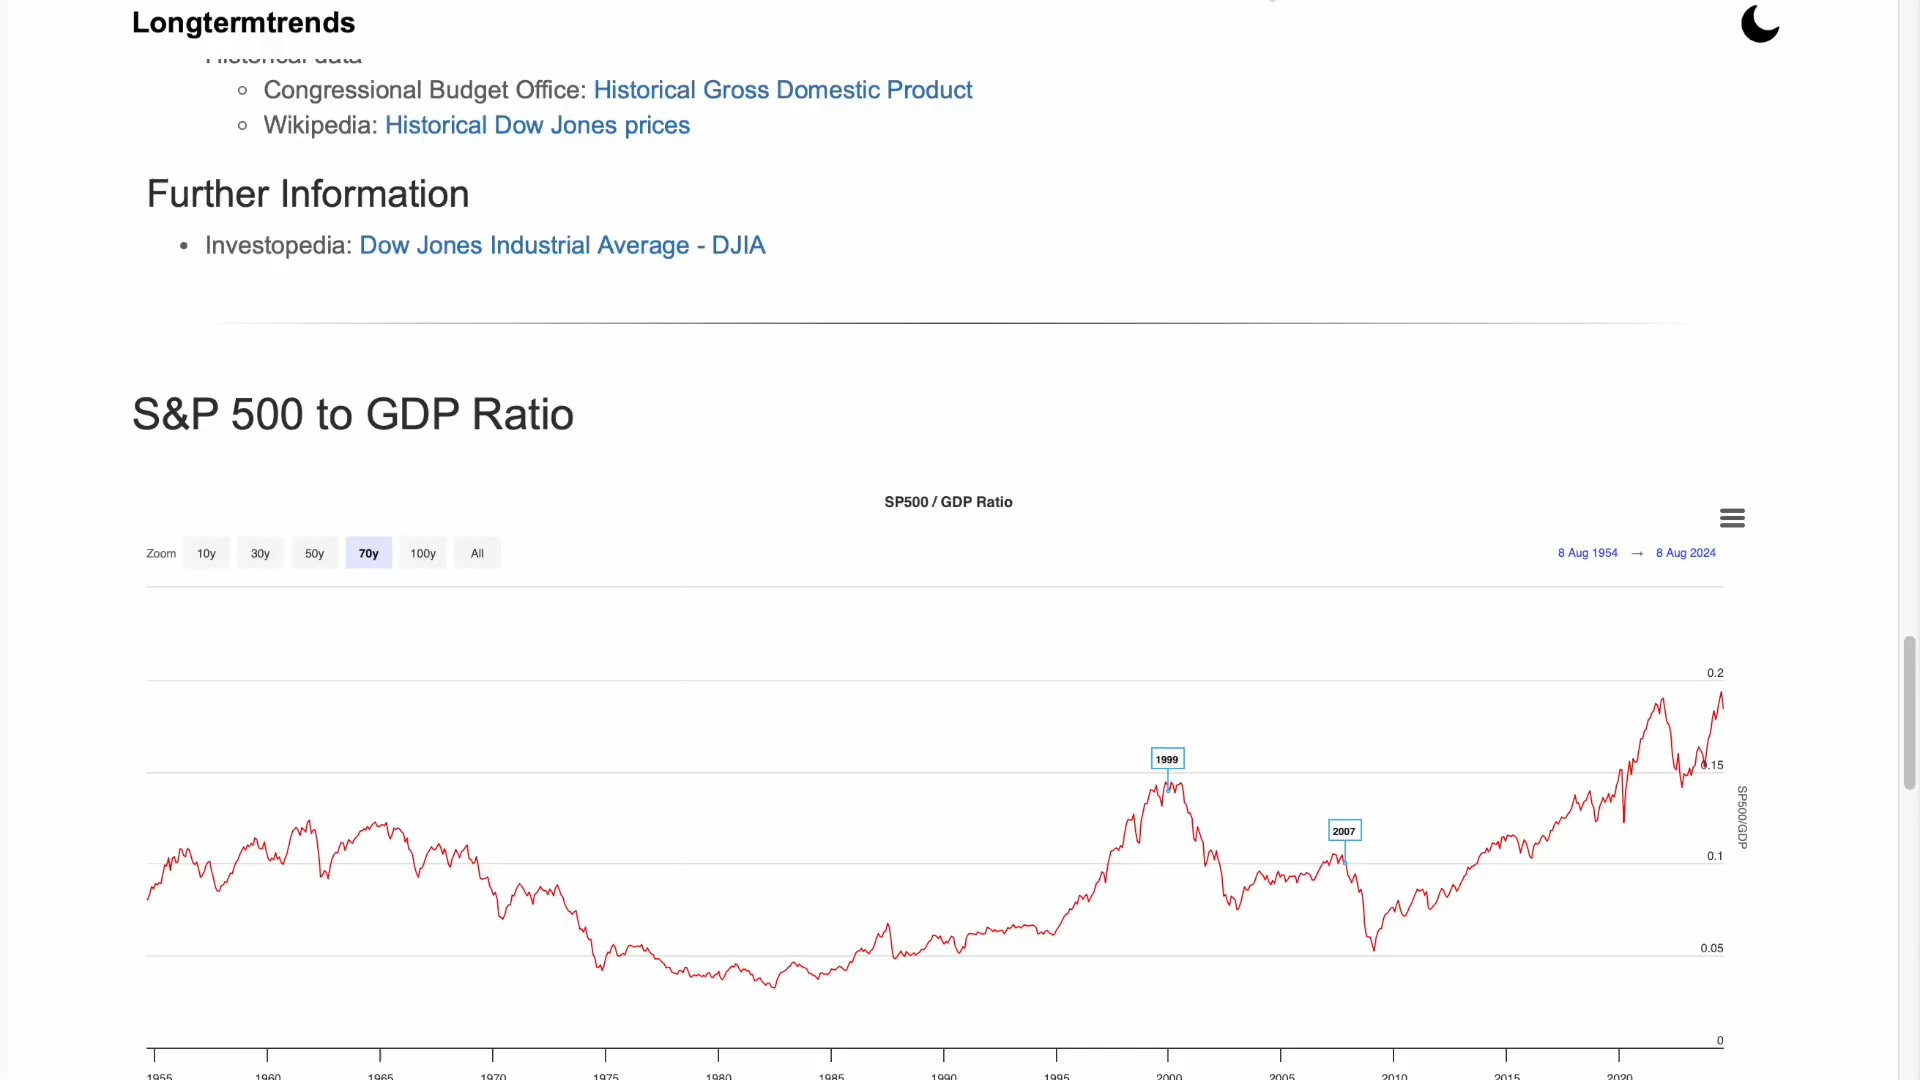 Longtermtrends
Historical data
Congressional Budget Office: Historical Gross Domestic Product
Wikipedia: Historical Dow Jones prices
Further Information
Investopedia: Dow Jones Industrial Average - DJIA
S&P 500 to GDP Ratio
SP500 / GDP Ratio
Zoom 10y 30y 50y 70y 100y All
8 Aug 1954 → 8 Aug 2024
0.2
1999
0.15
SP500/GDP
2007
0.1
0.05
0
1955 1960 1965 1970 1975 1980 1985 1990 1995 2000 2005 2010 2015 2020